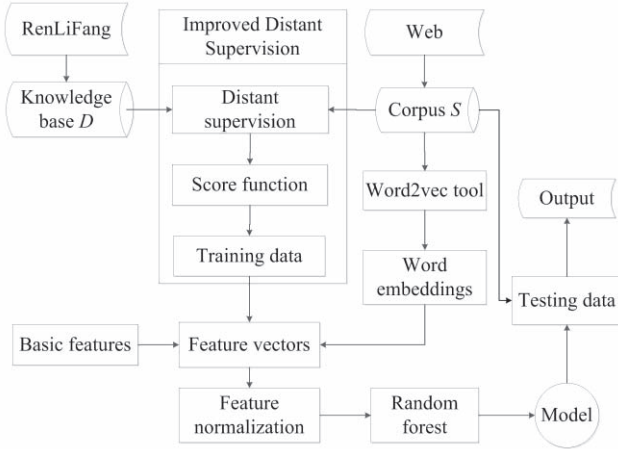 RenLiFang
Improved Distant
Supervision
Web
Knowledge
base D
Distant
supervision
Corpus S
Score function
Word2vec tool
Output
Training data
Word
embeddings
Testing data
Basic features
Feature vectors
Feature
normalization
Random
forest
Model